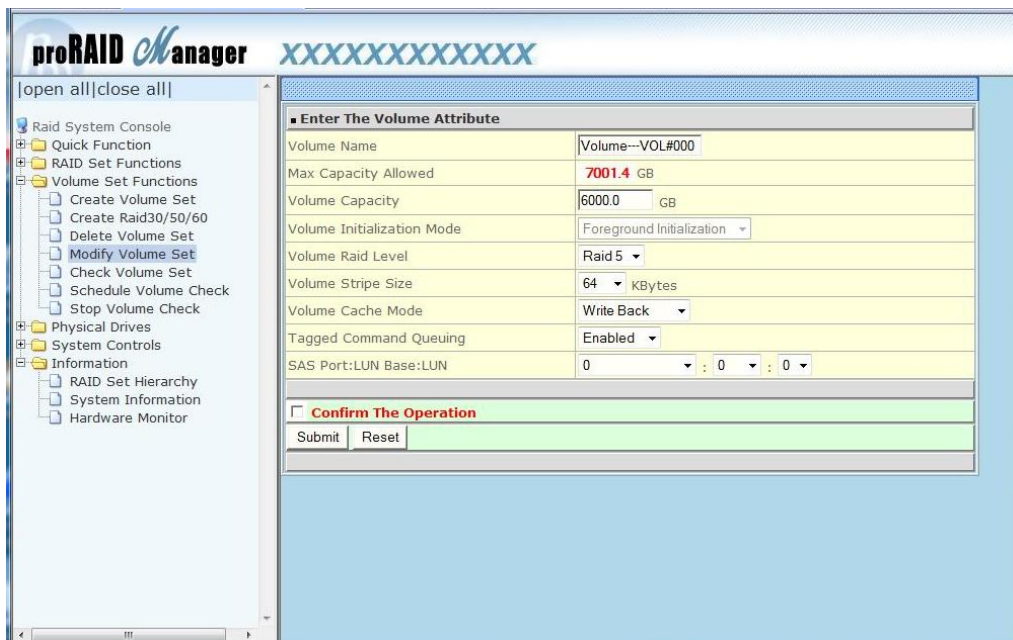 proRAID Manager XXXXXXXXXXXX
|open all|close all|
Raid System Console
Quick Function
RAID Set Functions
Volume Set Functions
Create Volume Set
Create Raid30/50/60
Delete Volume Set
Modify Volume Set
Check Volume Set
Schedule Volume Check
Stop Volume Check
Physical Drives
System Controls
Information
RAID Set Hierarchy
System Information
Hardware Monitor
Enter The Volume Attribute
Volume Name Volume---VOL#000
Max Capacity Allowed 7001.4 GB
Volume Capacity 6000.0 GB
Volume Initialization Mode Foreground Initialization
Volume Raid Level Raid 5
Volume Stripe Size 64 KBytes
Volume Cache Mode Write Back
Tagged Command Queuing Enabled
SAS Port:LUN Base:LUN 0 : 0 : 0
Confirm The Operation
Submit Reset